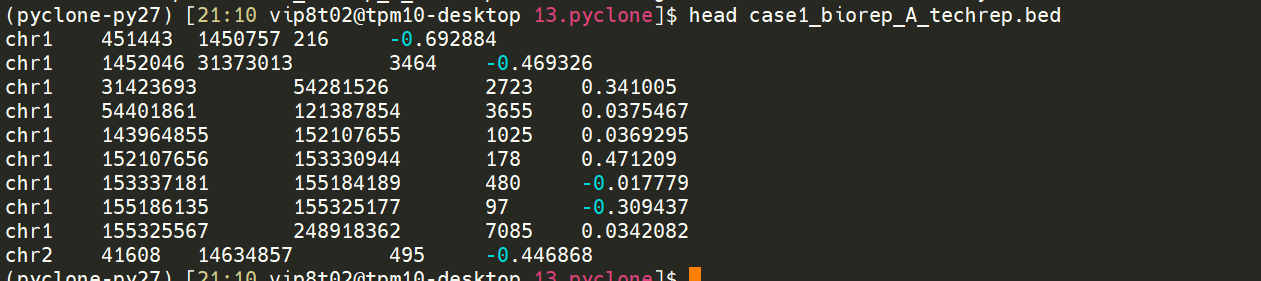 (pyclone-py27) [21:10 vip8t02@tpm10-desktop 13.pyclone]$ head case1_biorep_A_techrep.bed
chr1 451443 1450757 216 -0.692884
chr1 1452046 31373013 3464 -0.469326
chr1 31423693 54281526 2723 0.341005
chr1 54401861 121387854 3655 0.0375467
chr1 143964855 152107655 1025 0.0369295
chr1 152107656 153330944 178 0.471209
chr1 153337181 155184189 480 -0.017779
chr1 155186135 155325177 97 -0.309437
chr1 155325567 248918362 7085 0.0342082
chr2 41608 14634857 495 -0.446868
(pyclone-py27) [21:10 vip8t02@tpm10-desktop 13.pyclone]$